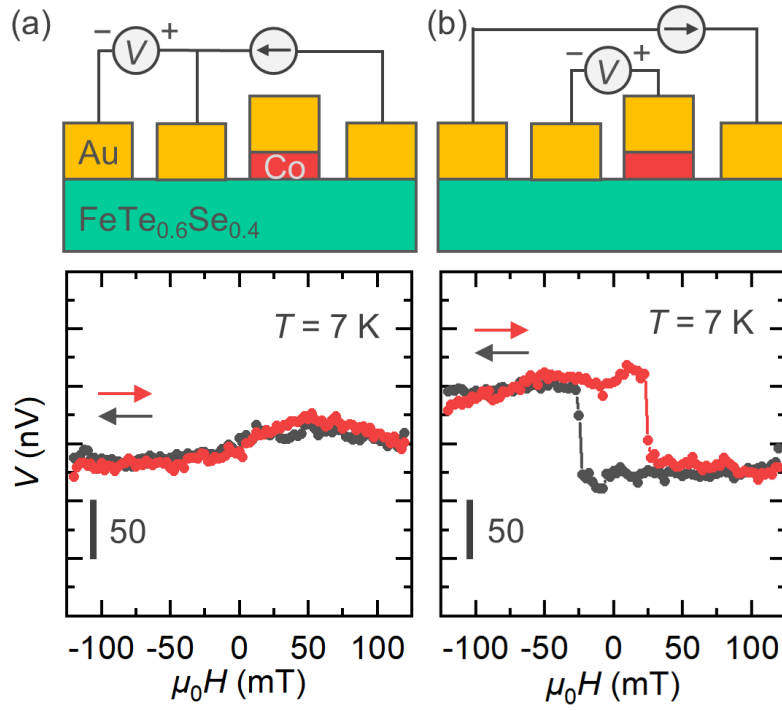 (a)
− V +
Au
Co
FeTe₀.₆Se₀.₄
(b)
− V +
T = 7 K
50
V (nV)
-100 -50 0 50 100
μ₀H (mT)
T = 7 K
50
-100 -50 0 50 100
μ₀H (mT)